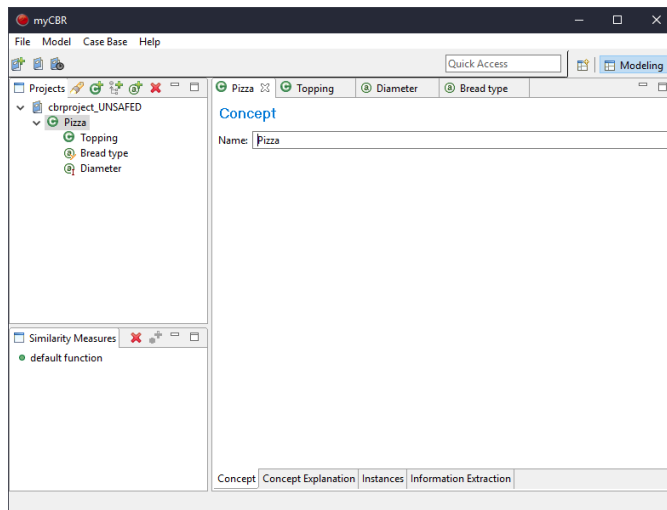 myCBR
File Model Case Base Help
Quick Access
Modeling
Projects
cbrproject_UNSAFED
Pizza
Topping
Bread type
Diameter
Similarity Measures
default function
Pizza Topping Diameter Bread type
Concept
Name: Pizza
Concept Concept Explanation Instances Information Extraction